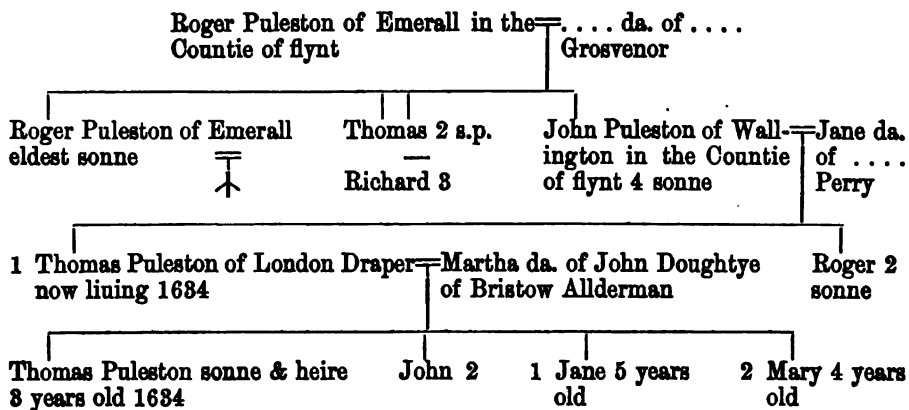 Roger Puleston of Emerall in the
Countie of flynt
. . . . da. of . . . .
Grosvenor
Roger Puleston of Emerall
eldest sonne
Thomas 2 s.p.
Richard 3
John Puleston of Wall-
ington in the Countie
of flynt 4 sonne
Jane da.
of . . . .
Perry
1 Thomas Puleston of London Draper
now liuing 1634
Martha da. of John Doughtye
of Bristow Allderman
Roger 2
sonne
Thomas Puleston sonne & heire
3 years old 1634
John 2
1 Jane 5 years
old
2 Mary 4 years
old